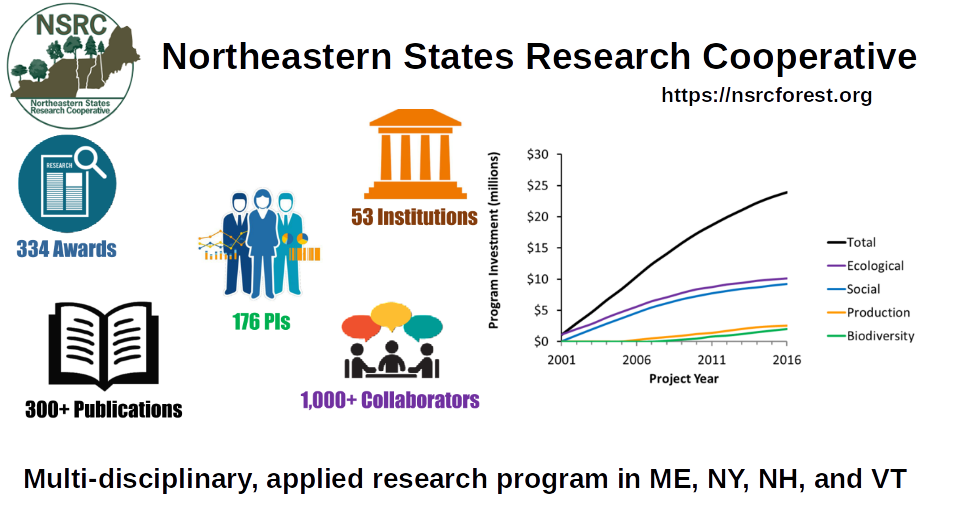 NSRC
Northeastern States
Research Cooperative
Northeastern States Research Cooperative
https://nsrcforest.org
RESEARCH
334 Awards
53 Institutions
176 PIs
300+ Publications
1,000+ Collaborators
Program Investment (millions)
$30
$25
$20
$15
$10
$5
$0
2001
2006
2011
2016
Project Year
Total
Ecological
Social
Production
Biodiversity
Multi-disciplinary, applied research program in ME, NY, NH, and VT